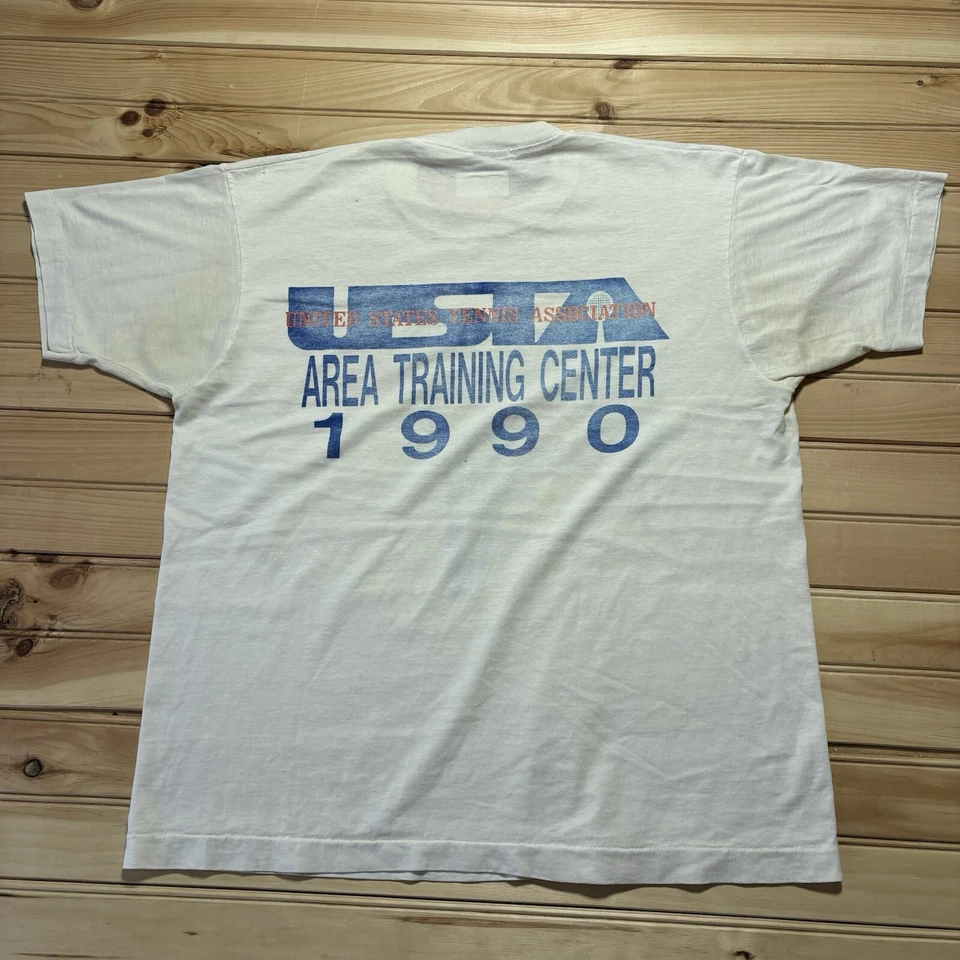 USTA
UNITED STATES TENNIS ASSOCIATION
AREA TRAINING CENTER
1990